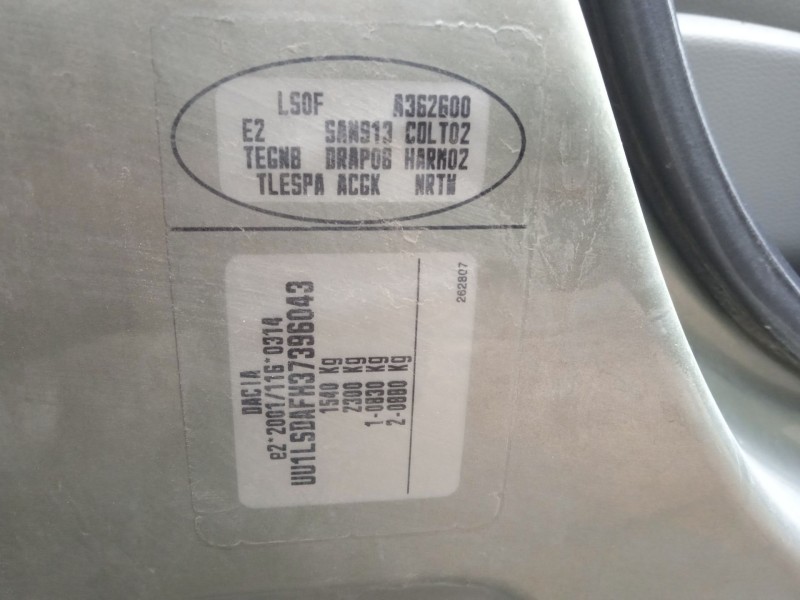 LS0F A362600
E2 SAN913 COLT02
TEGNB DRAP06 HARM02
TLESPA ACGK NRTW
DACIA
e2*2001/116*0314
UU1LSDAFH37396043
1540 Kg
2300 Kg
1-0830 Kg
2-0880 Kg
262807